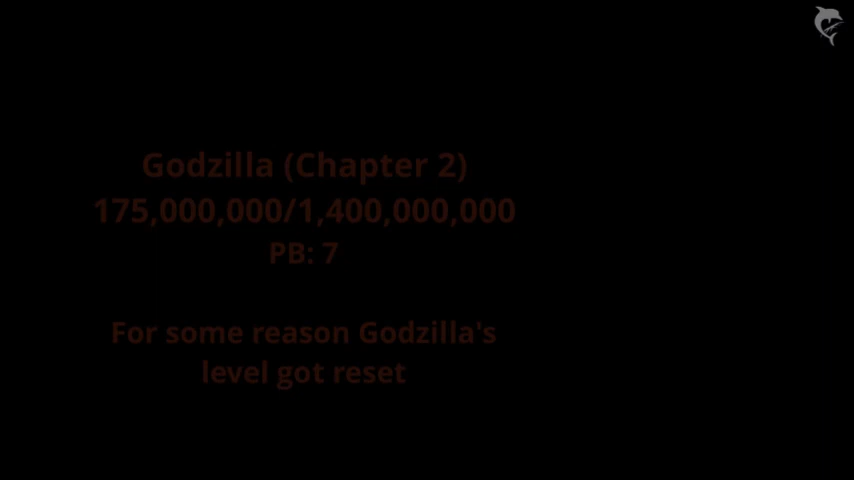 Godzilla (Chapter 2)
175,000,000/1,400,000,000
PB: 7
For some reason Godzilla's
level got reset